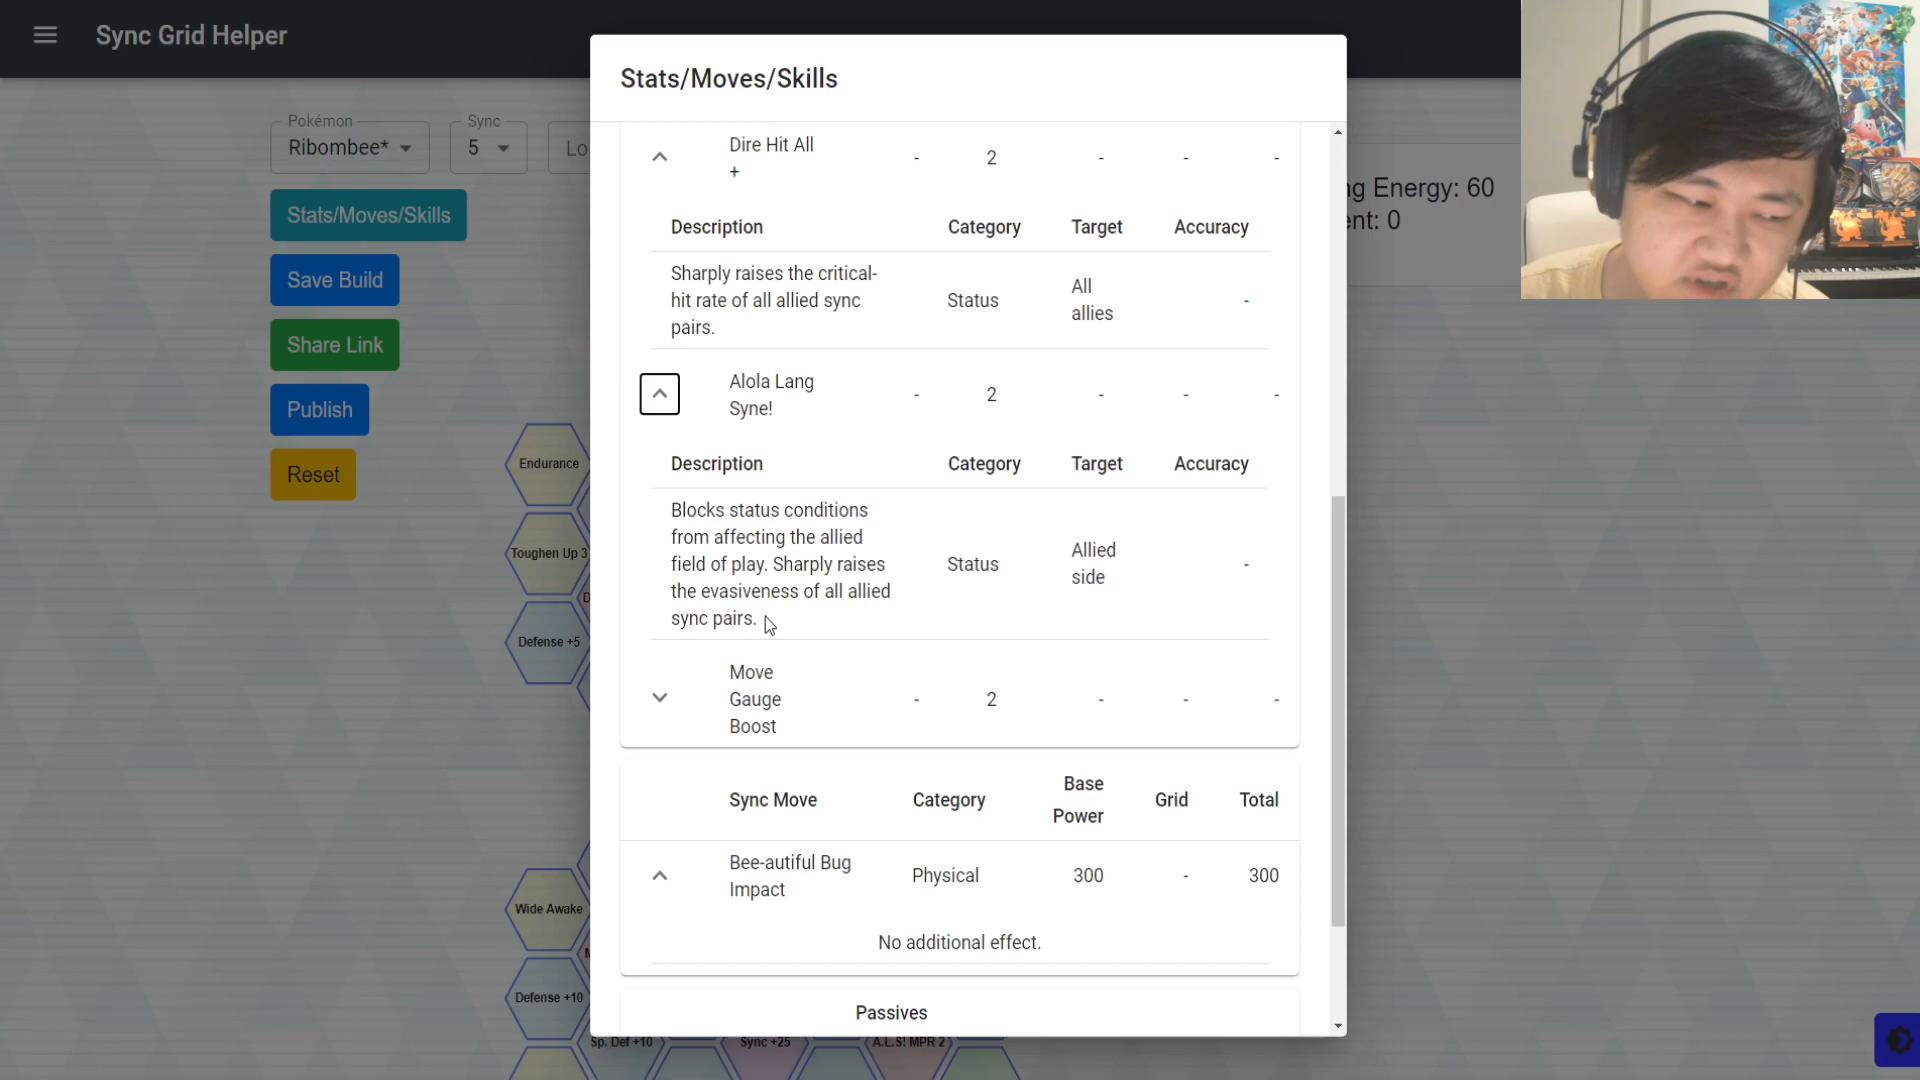 Sync Grid Helper
Stats/Moves/Skills
Pokémon
Ribombee*
Sync
5
Lo
Stats/Moves/Skills
Save Build
Share Link
Publish
Reset
ng Energy: 60
ent: 0
Dire Hit All
+
-
2
-
-
-
Description
Category
Target
Accuracy
Sharply raises the critical-
hit rate of all allied sync
pairs.
Status
All
allies
-
Alola Lang
Syne!
-
2
-
-
-
Description
Category
Target
Accuracy
Blocks status conditions
from affecting the allied
field of play. Sharply raises
the evasiveness of all allied
sync pairs.
Status
Allied
side
-
Move
Gauge
Boost
-
2
-
-
-
Sync Move
Category
Base
Power
Grid
Total
Bee-autiful Bug
Impact
Physical
300
-
300
No additional effect.
Passives
Endurance
Toughen Up 3
D
Defense +5
Wide Awake
Defense +10
Sp. Def +10
Sync +25
A.L.S! MPR 2